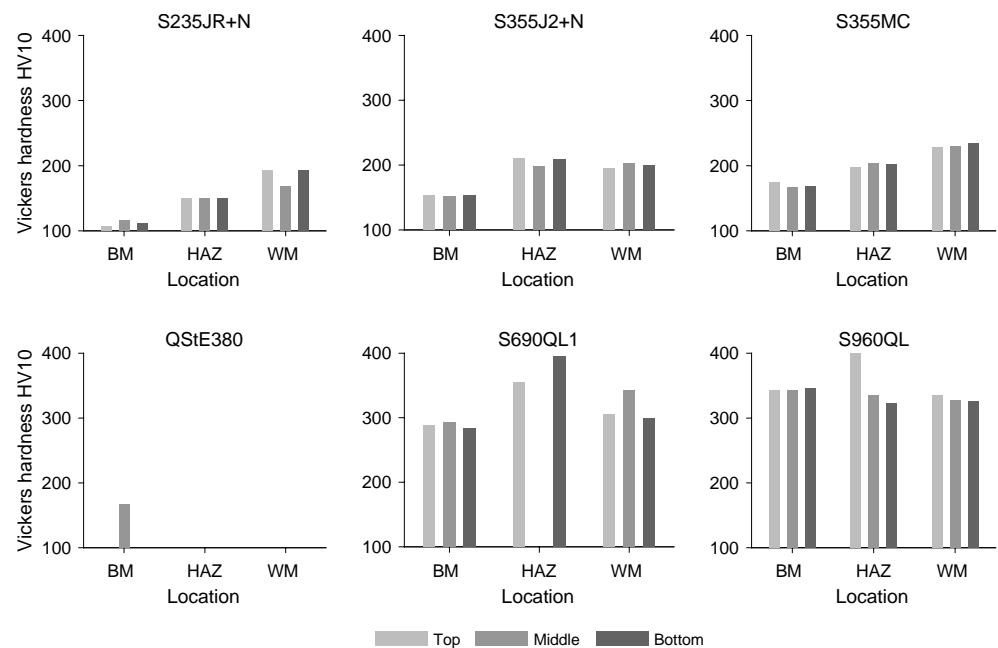 S235JR+N
S355J2+N
S355MC
Vickers hardness HV10
400
300
200
100
BM
HAZ
WM
Location
400
300
200
100
BM
HAZ
WM
Location
400
300
200
100
BM
HAZ
WM
Location
QStE380
S690QL1
S960QL
Vickers hardness HV10
400
300
200
100
BM
HAZ
WM
Location
400
300
200
100
BM
HAZ
WM
Location
400
300
200
100
BM
HAZ
WM
Location
Top
Middle
Bottom